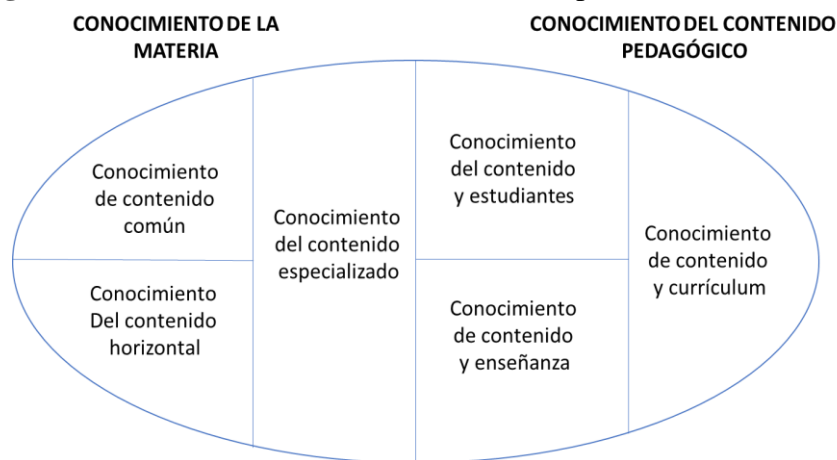 CONOCIMIENTO DE LA
MATERIA
CONOCIMIENTO DEL CONTENIDO
PEDAGÓGICO
Conocimiento
de contenido
común
Conocimiento
Del contenido
horizontal
Conocimiento
del contenido
especializado
Conocimiento
del contenido
y estudiantes
Conocimiento
de contenido
y enseñanza
Conocimiento
de contenido
y currículum